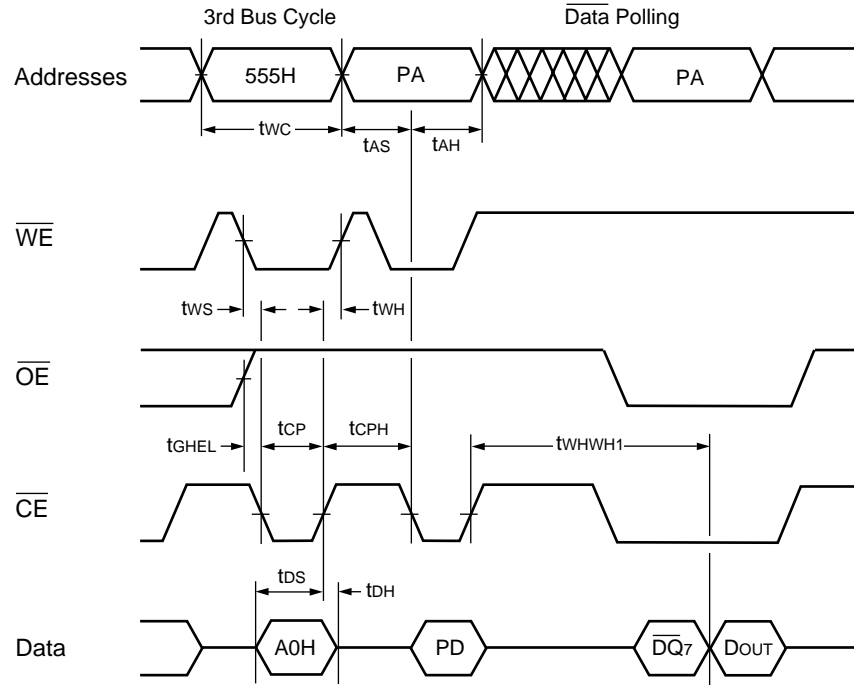 3rd Bus Cycle
Data Polling
Addresses
555H
PA
PA
tWC
tAS
tAH
WE
tWS
tWH
OE
tGHEL
tCP
tCPH
tWHWH1
CE
tDS
tDH
Data
A0H
PD
DQ7
DOUT